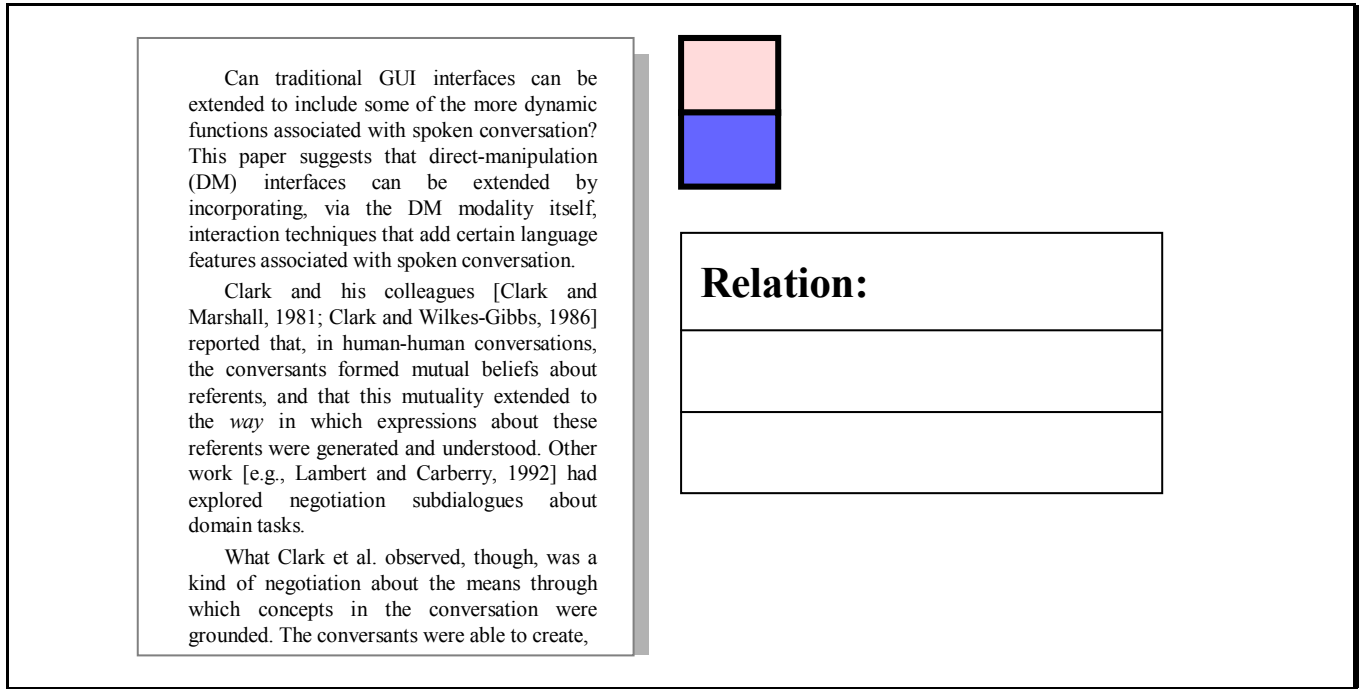 Can traditional GUI interfaces can be
extended to include some of the more dynamic
functions associated with spoken conversation?
This paper suggests that direct-manipulation
(DM) interfaces can be extended by
incorporating, via the DM modality itself,
interaction techniques that add certain language
features associated with spoken conversation.
Clark and his colleagues [Clark and
Marshall, 1981; Clark and Wilkes-Gibbs, 1986]
reported that, in human-human conversations,
the conversants formed mutual beliefs about
referents, and that this mutuality extended to
the way in which expressions about these
referents were generated and understood. Other
work [e.g., Lambert and Carberry, 1992] had
explored negotiation subdialogues about
domain tasks.
What Clark et al. observed, though, was a
kind of negotiation about the means through
which concepts in the conversation were
grounded. The conversants were able to create,
Relation: